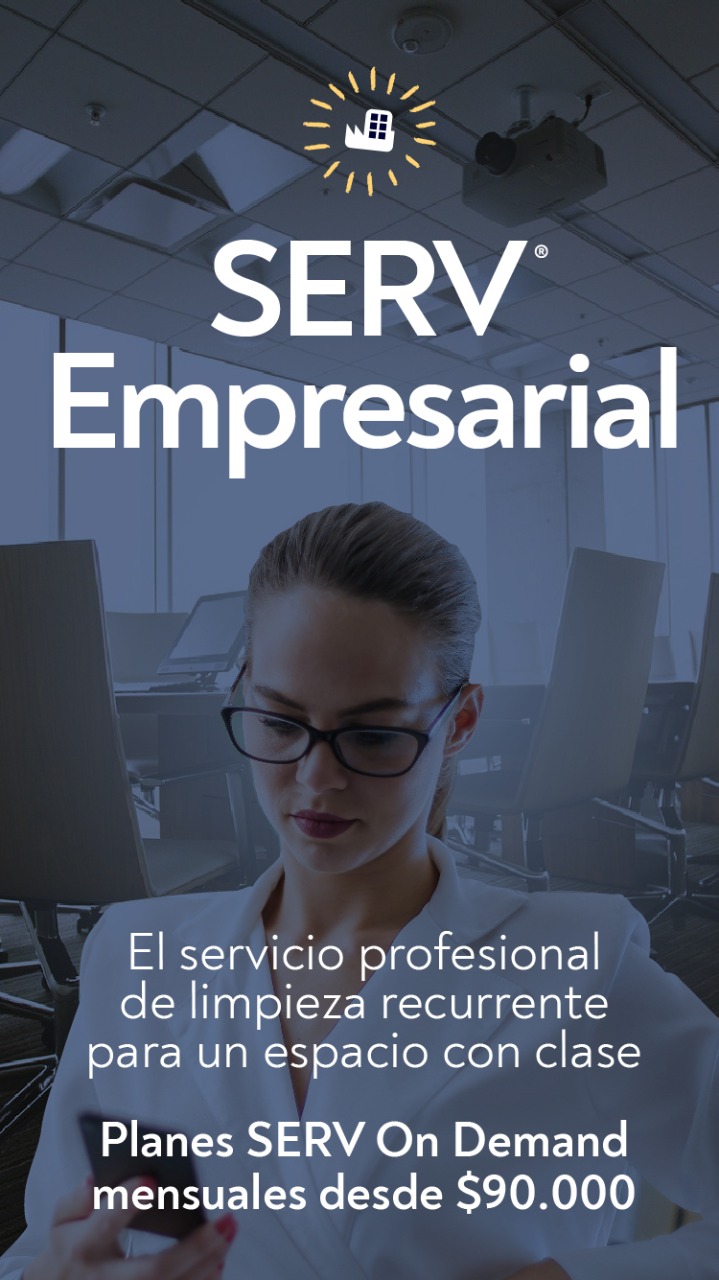 SERV®
Empresarial
El servicio profesional
de limpieza recurrente
para un espacio con clase
Planes SERV On Demand
mensuales desde $90.000